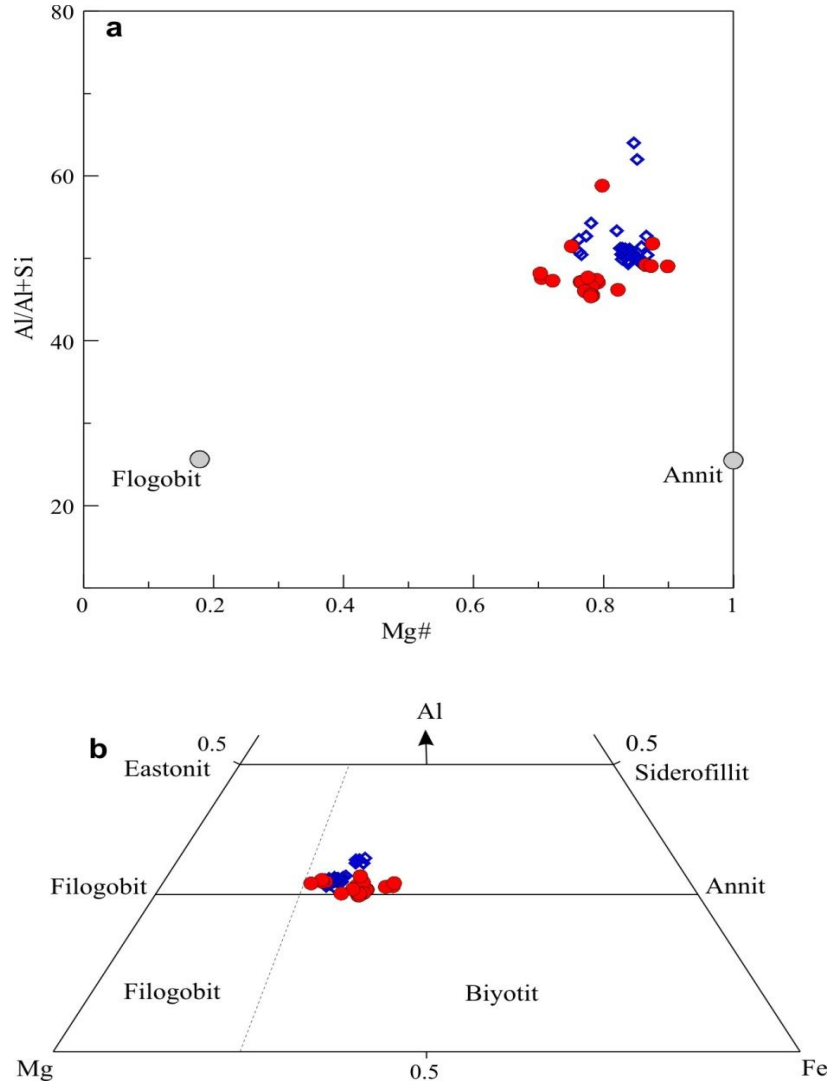 a
80
60
40
20
Al/Al+Si
Flogobit
Annit
0
0.2
0.4
0.6
0.8
1
Mg#
b
Al
0.5
0.5
Eastonit
Siderofillit
Filogobit
Annit
Filogobit
Biyotit
Mg
0.5
Fe